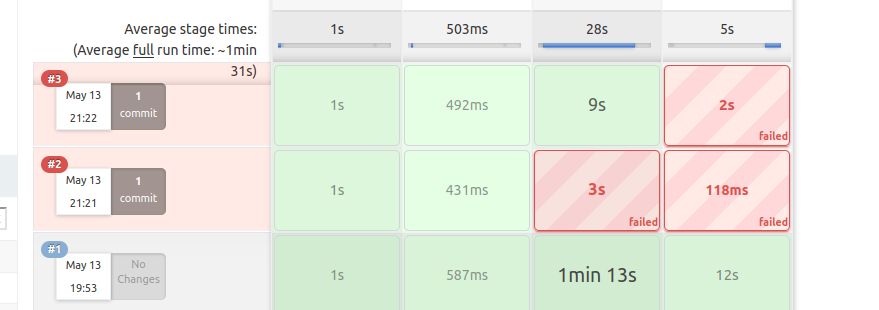 Average stage times:
(Average full run time: ~1min
31s)
1s
503ms
28s
5s
#3
May 13
21:22
1
commit
1s
492ms
9s
2s
failed
#2
May 13
21:21
1
commit
1s
431ms
3s
failed
118ms
failed
#1
May 13
19:53
No
Changes
1s
587ms
1min 13s
12s